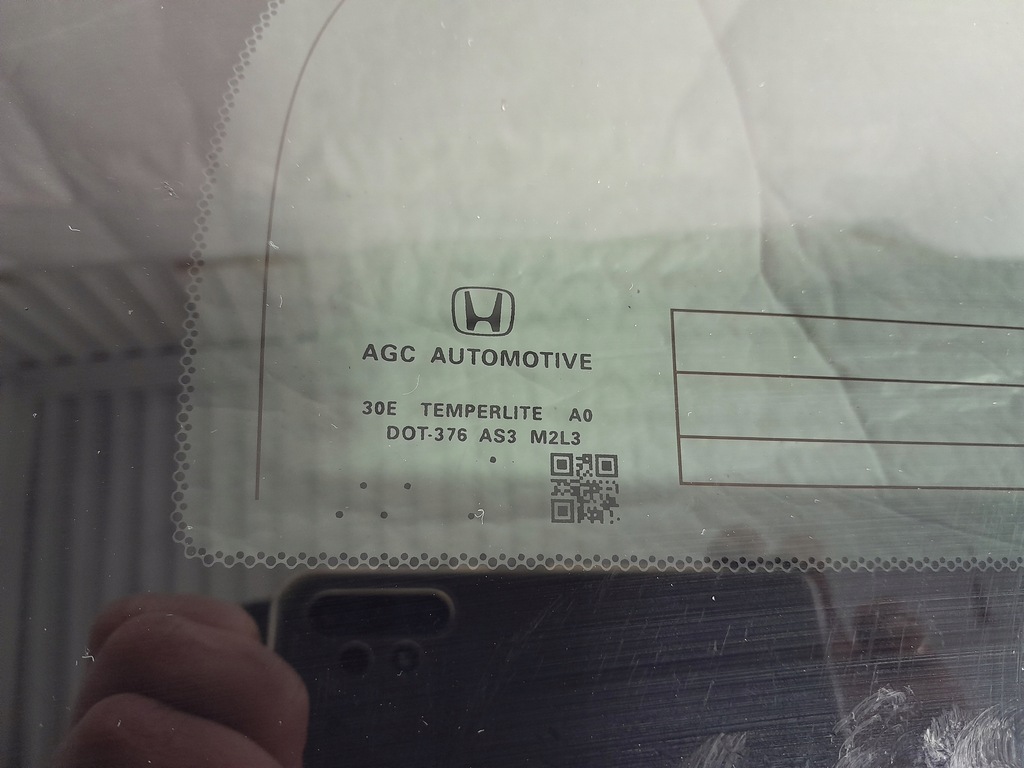 AGC AUTOMOTIVE
30E TEMPERLITE A0
DOT-376 AS3 M2L3